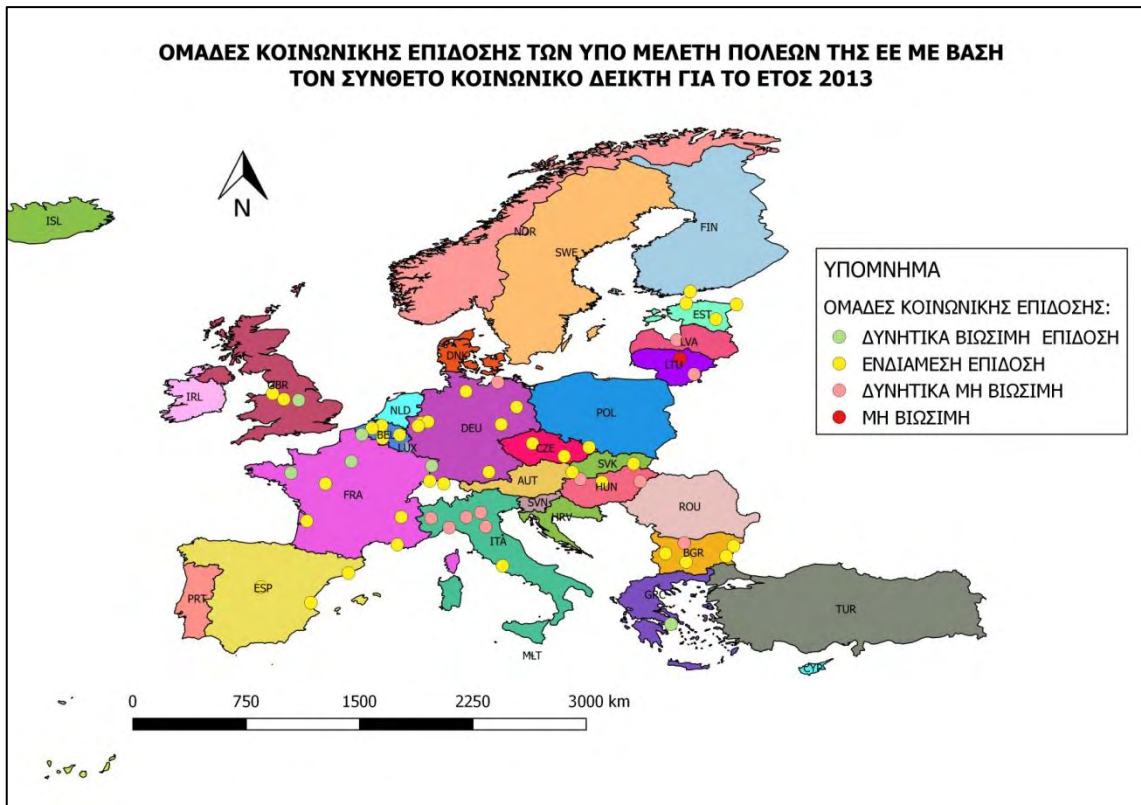 ΟΜΑΔΕΣ ΚΟΙΝΩΝΙΚΗΣ ΕΠΙΔΟΣΗΣ ΤΩΝ ΥΠΟ ΜΕΛΕΤΗ ΠΟΛΕΩΝ ΤΗΣ ΕΕ ΜΕ ΒΑΣΗ
ΤΟΝ ΣΥΝΘΕΤΟ ΚΟΙΝΩΝΙΚΟ ΔΕΙΚΤΗ ΓΙΑ ΤΟ ΕΤΟΣ 2013
N
ISL
NOR
SWE
FIN
ΥΠΟΜΝΗΜΑ
ΟΜΑΔΕΣ ΚΟΙΝΩΝΙΚΗΣ ΕΠΙΔΟΣΗΣ:
ΔΥΝΗΤΙΚΑ ΒΙΩΣΙΜΗ ΕΠΙΔΟΣΗ
ΕΝΔΙΑΜΕΣΗ ΕΠΙΔΟΣΗ
ΔΥΝΗΤΙΚΑ ΜΗ ΒΙΩΣΙΜΗ
ΜΗ ΒΙΩΣΙΜΗ
EST
LVA
LTU
DNK
GBR
IRL
NLD
POL
DEU
BEL
LUX
CZE
SVK
AUT
HUN
FRA
SVN
HRV
ROU
ITA
BGR
ESP
PRT
GRC
TUR
MLT
CYP
0 750 1500 2250 3000 km